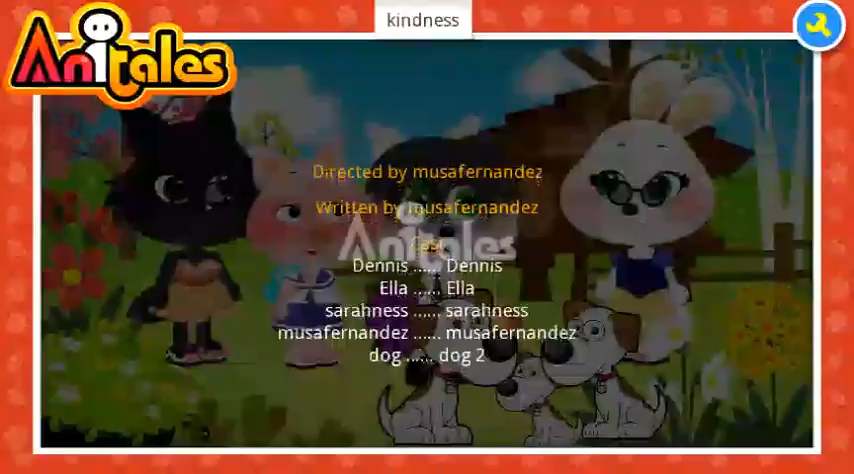 kindness
Anitales
Directed by musafernandez
Written by musafernandez
Anitales
Cast
Dennis ...... Dennis
Ella ...... Ella
sarahness ...... sarahness
musafernandez ...... musafernandez
dog ...... dog 2